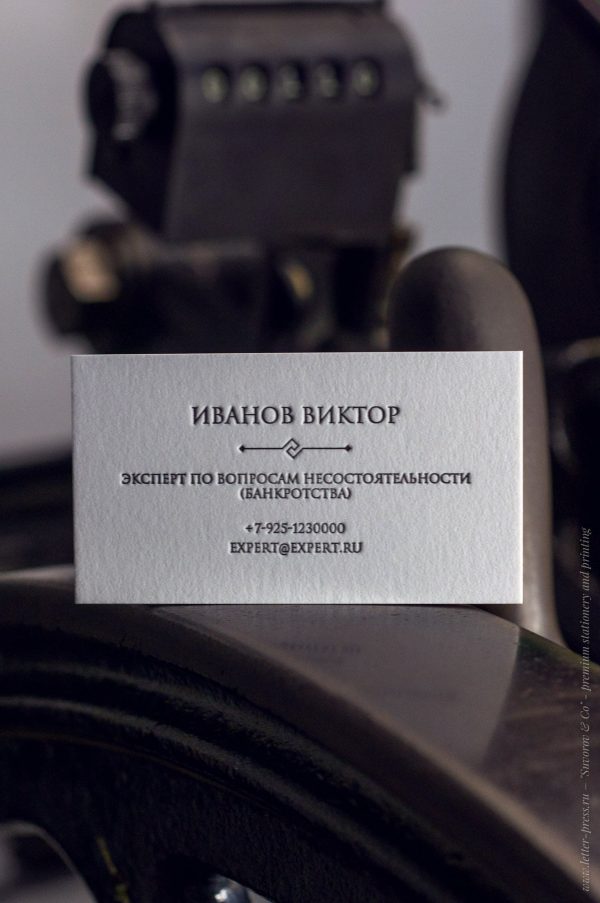 ИВАНОВ ВИКТОР
ЭКСПЕРТ ПО ВОПРОСАМ НЕСОСТОЯТЕЛЬНОСТИ
(БАНКРОТСТВА)
+7-925-1230000
EXPERT@EXPERT.RU
www.letter-press.ru – "Suvorov & Co" - premium stationery and printing